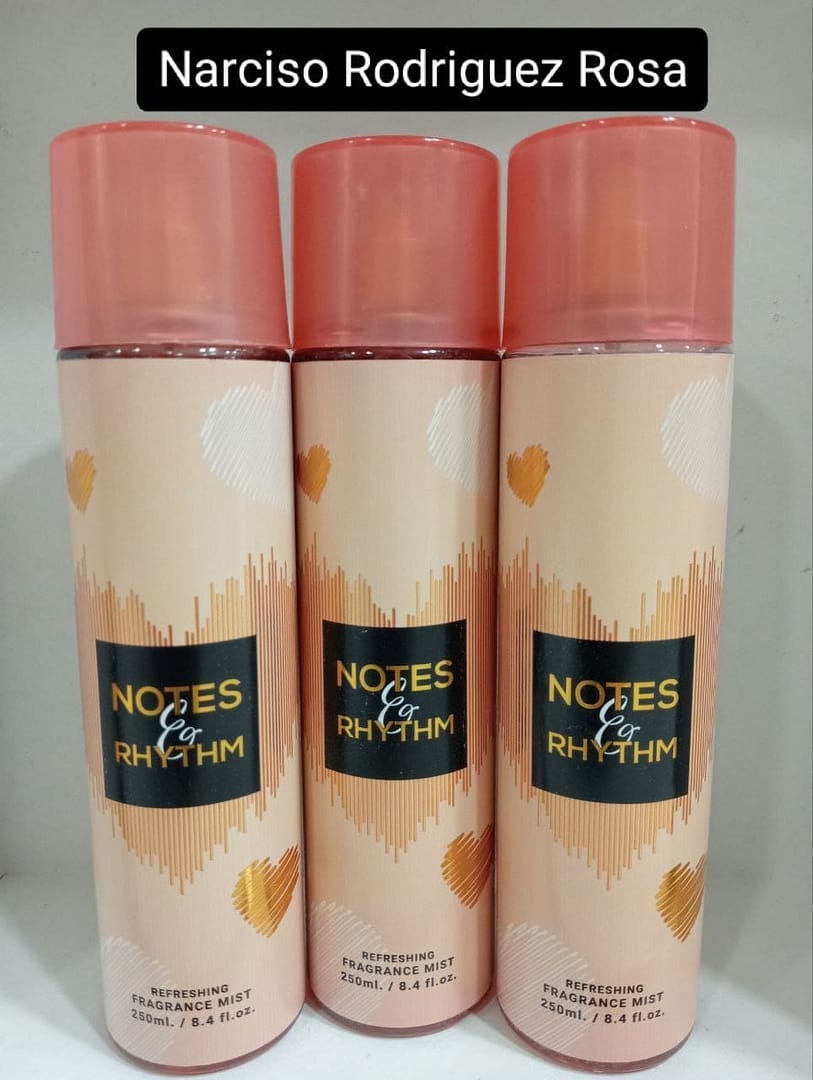 Narciso Rodriguez Rosa
NOTES
&
RHYTHM
REFRESHING
FRAGRANCE MIST
250ml. / 8.4 fl.oz.
NOTES
&
RHYTHM
REFRESHING
FRAGRANCE MIST
250ml. / 8.4 fl.oz.
NOTES
&
RHYTHM
REFRESHING
FRAGRANCE MIST
250ml. / 8.4 fl.oz.